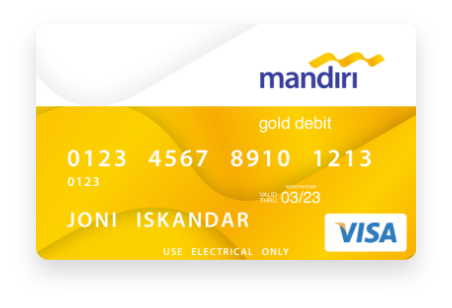 mandiri
gold debit
0123 4567 8910 1213
0123
VALID THRU 03/23
JONI ISKANDAR
VISA
USE ELECTRICAL ONLY